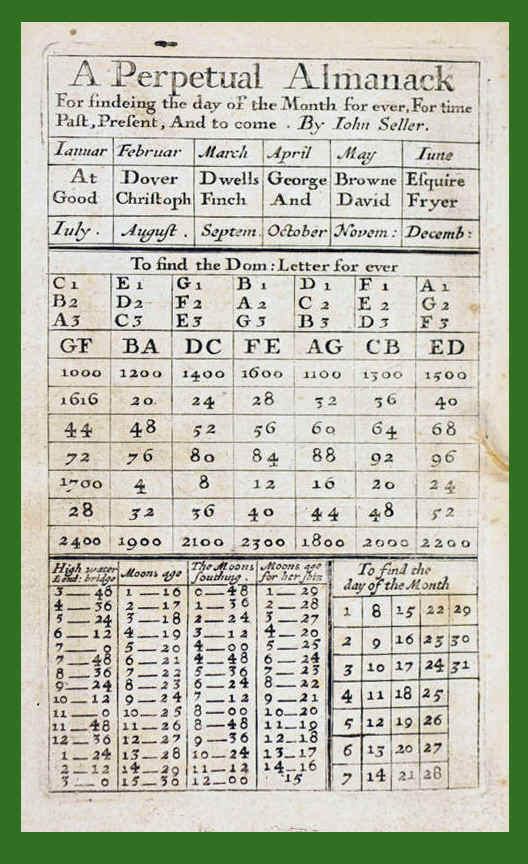 A Perpetual Almanack
For findeing the day of the Month for ever, For time
Paſt, Preſent, And to come . By Iohn Seller.
Ianuar Februar March April May Iune
At Dover Dwells George Browne Eſquire
Good Chriſtoph Finch And David Fryer
Iuly . Auguſt . Septem. October Novem : Decemb :
To find the Dom : Letter for ever
C 1 E 1 G 1 B 1 D 1 F 1 A 1
B 2 D 2 F 2 A 2 C 2 E 2 G 2
A 3 C 3 E 3 G 3 B 3 D 3 F 3
GF BA DC FE AG CB ED
1000 1200 1400 1600 1100 1300 1500
1616 20 24 28 32 36 40
44 48 52 56 60 64 68
72 76 80 84 88 92 96
1700 4 8 12 16 20 24
28 32 36 40 44 48 52
2400 1900 2100 2300 1800 2000 2200
High water
Lond: bridge
3 — 48
4 — 36
5 — 24
6 — 12
7 — 0
7 — 48
8 — 36
9 — 24
10 — 12
11 — 0
11 — 48
12 — 36
1 — 24
2 — 12
3 — 0
Moons age
1 — 16
2 — 17
3 — 18
4 — 19
5 — 20
6 — 21
7 — 22
8 — 23
9 — 24
10 — 25
11 — 26
12 — 27
13 — 28
14 — 29
15 — 30
The Moons
Southing .
0 — 48
1 — 36
2 — 24
3 — 12
4 — 00
4 — 48
5 — 36
6 — 24
7 — 12
8 — 00
8 — 48
9 — 36
10 — 24
11 — 12
12 — 00
Moons age
for her ſhin
1 — 29
2 — 28
3 — 27
4 — 20
5 — 25
6 — 24
7 — 23
8 — 22
9 — 21
10 — 20
11 — 19
12 — 18
13 — 17
14 — 16
15
To find the
day of the Month
1 8 15 22 29
2 9 16 23 30
3 10 17 24 31
4 11 18 25
5 12 19 26
6 13 20 27
7 14 21 28